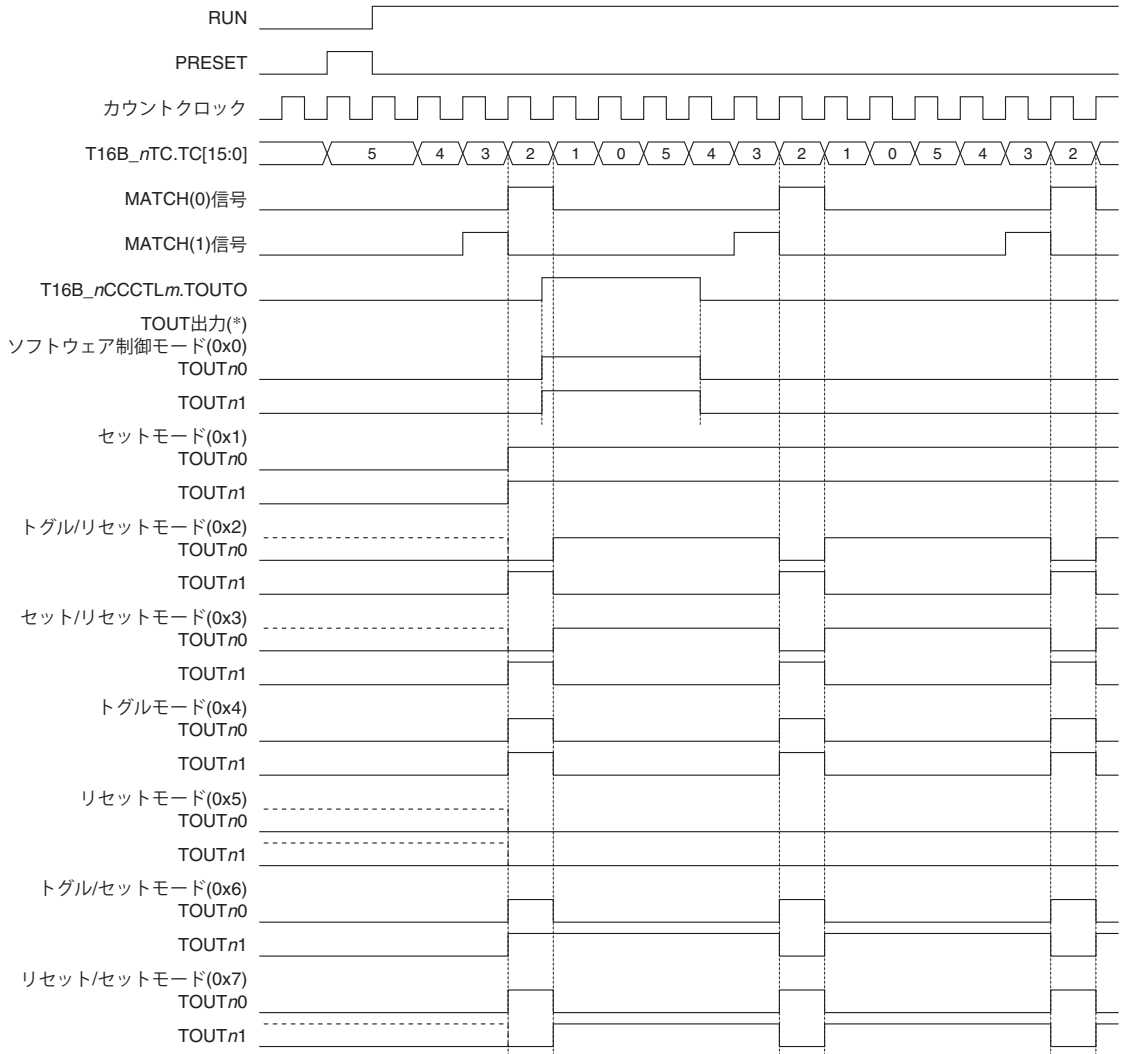 RUN
PRESET
カウントクロック
T16B_nTC.TC[15:0] 5 4 3 2 1 0 5 4 3 2 1 0 5 4 3 2
MATCH(0)信号
MATCH(1)信号
T16B_nCCCTLm.TOUTO
TOUT出力(*)
ソフトウェア制御モード(0x0)
TOUTn0
TOUTn1
セットモード(0x1)
TOUTn0
TOUTn1
トグル/リセットモード(0x2)
TOUTn0
TOUTn1
セット/リセットモード(0x3)
TOUTn0
TOUTn1
トグルモード(0x4)
TOUTn0
TOUTn1
リセットモード(0x5)
TOUTn0
TOUTn1
トグル/セットモード(0x6)
TOUTn0
TOUTn1
リセット/セットモード(0x7)
TOUTn0
TOUTn1